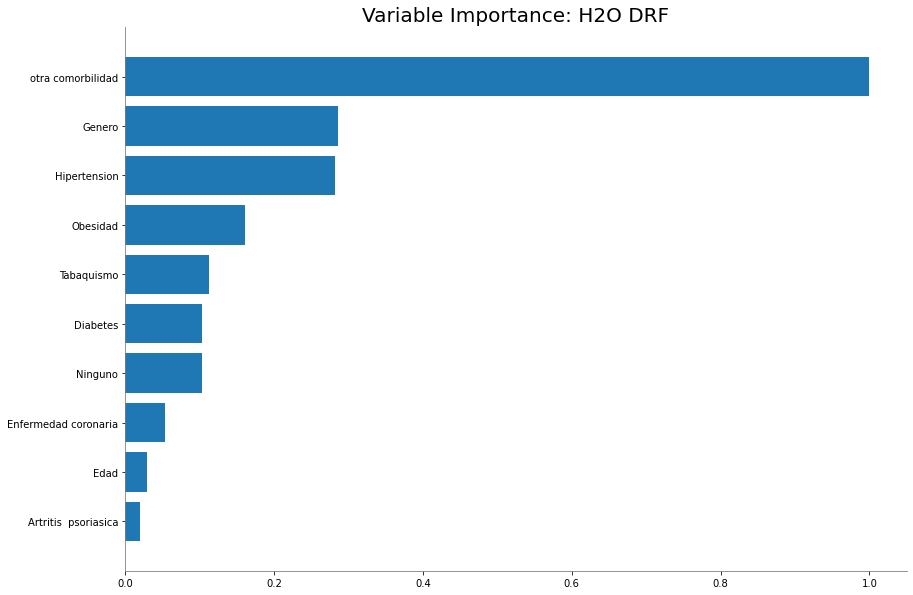 Variable Importance: H2O DRF
otra comorbilidad
Genero
Hipertension
Obesidad
Tabaquismo
Diabetes
Ninguno
Enfermedad coronaria
Edad
Artritis  psoriasica
0.0 0.2 0.4 0.6 0.8 1.0